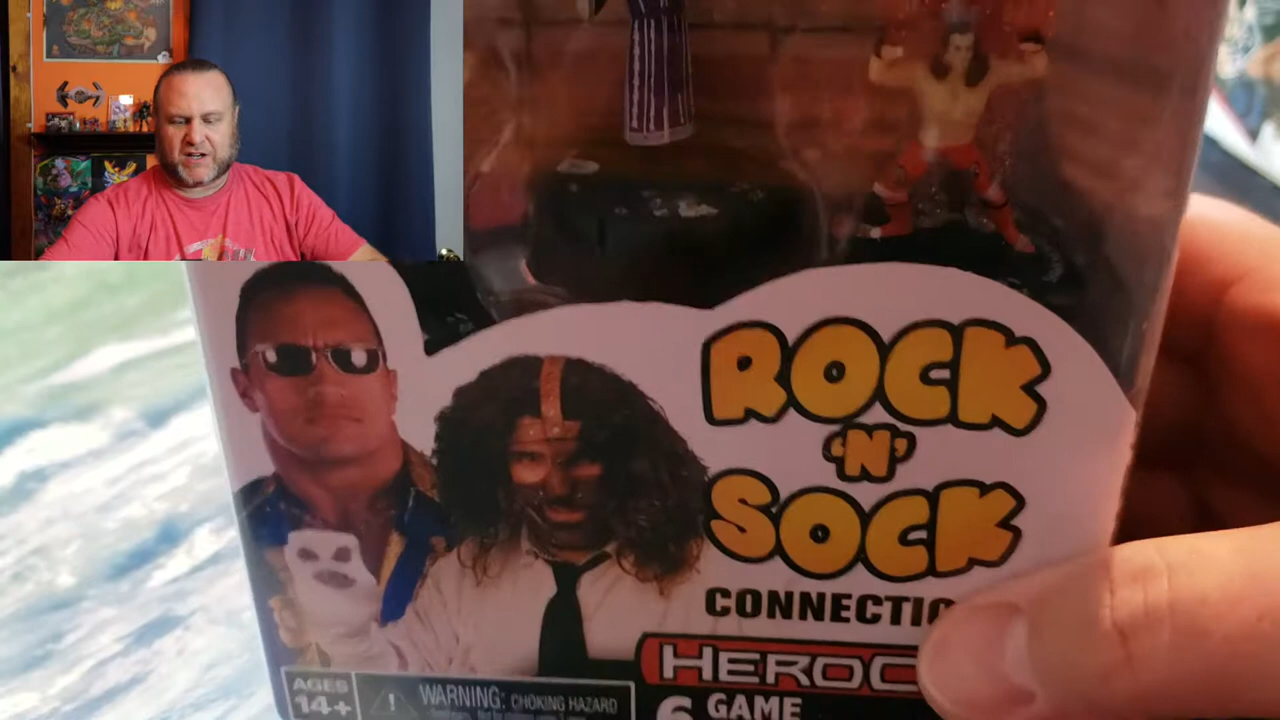 ROCK
'N'
SOCK
CONNECTIO
HEROC
AGES
14+
WARNING: CHOKING HAZARD
6 GAME